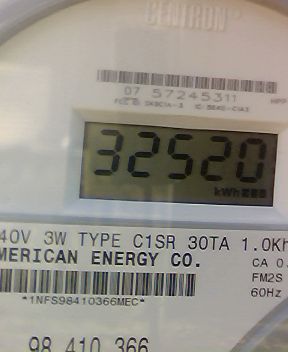 CENTRON®
07 57245311
32520
kWh
40V 3W TYPE C1SR 30TA 1.0Kh
MERICAN ENERGY CO.
CA 0.
FM2S
60Hz
*1NFS98410366MEC*
98 410 366